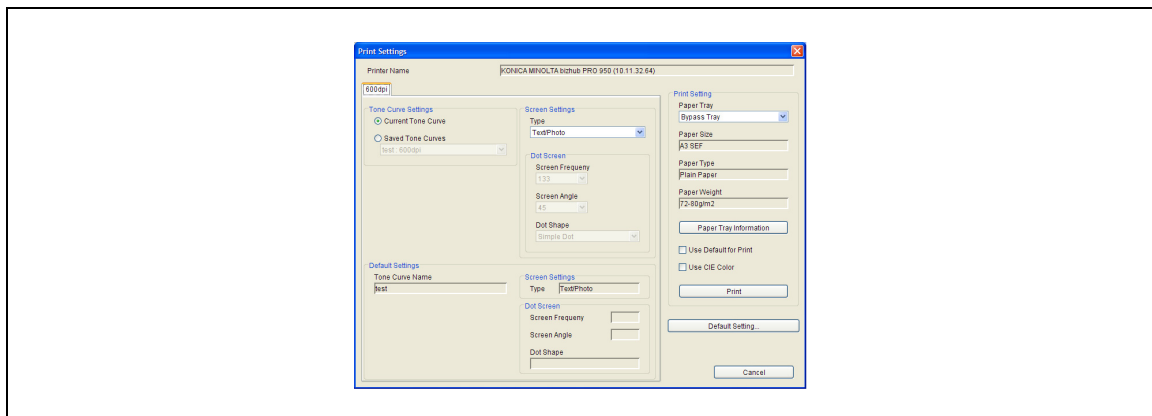 Print Settings
Printer Name KONICA MINOLTA bizhub PRO 950 (10.11.32.64)
600dpi
Tone Curve Settings
Current Tone Curve
Saved Tone Curves
test : 600dpi
Screen Settings
Type
Text/Photo
Dot Screen
Screen Frequeny
133
Screen Angle
45
Dot Shape
Simple Dot
Default Settings
Tone Curve Name
test
Screen Settings
Type Text/Photo
Dot Screen
Screen Frequeny
Screen Angle
Dot Shape
Print Setting
Paper Tray
Bypass Tray
Paper Size
A3 SEF
Paper Type
Plain Paper
Paper Weight
72-80g/m2
Paper Tray Information
Use Default for Print
Use CIE Color
Print
Default Setting...
Cancel